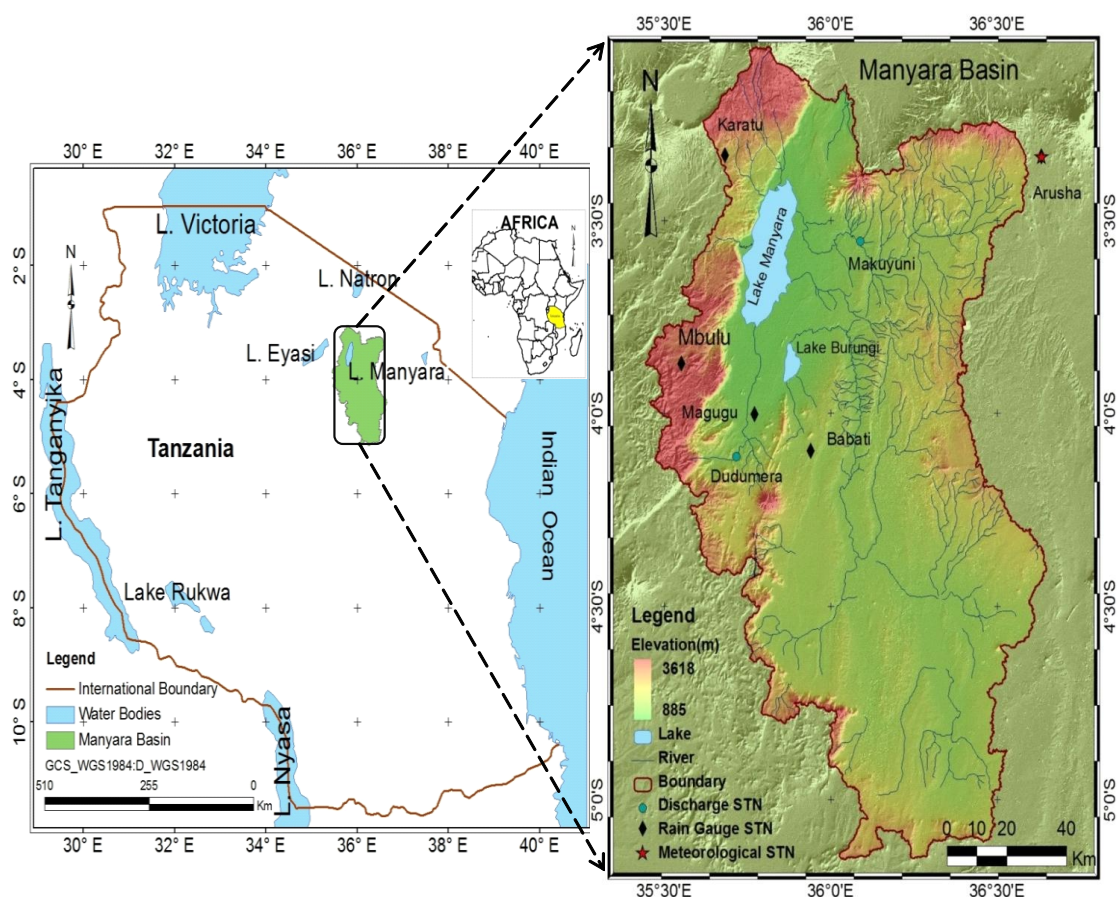 30°0'E
32°E
34°E
36°E
38°E
40 E
2°S
4°S
6°S
8°S
10°S
N
L. Victoria
L. Natron
L. Eyasi
L. Manyara
L. Tanganyika
Tanzania
Indian Ocean
Lake Rukwa
L. Nyasa
AFRICA
N
Legend
International Boundary
Water Bodies
Manyara Basin
GCS_WGS1984:D_WGS1984
510
255
0
Km
30°0'E
32°E
34°E
36°E
38°E
40 E
35°30'E
36°0'E
36°30'E
Manyara Basin
N
Karatu
Arusha
Lake Manyara
Makuyuni
Mbulu
Lake Burungi
Magugu
Babati
Dudumera
3°30'S
4°0'S
4°30'S
5°0'S
3°30'S
4°0'S
4°30'S
5°0'S
Legend
Elevation(m)
3618
885
Lake
River
Boundary
Discharge STN
Rain Gauge STN
Meteorological STN
0 10 20 40
Km
35°30'E
36°0'E
36°30'E